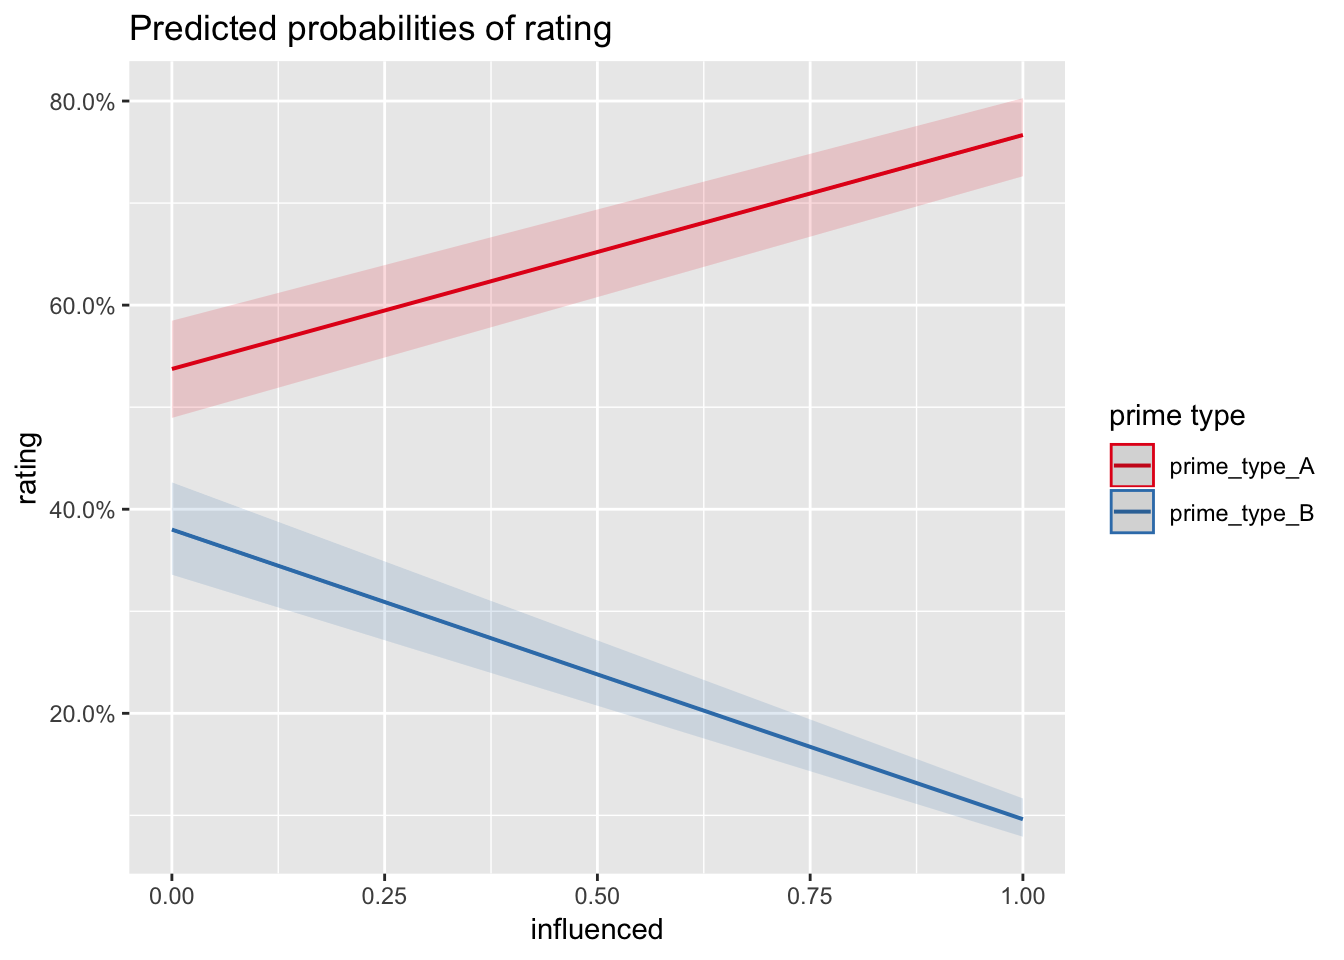 Predicted probabilities of rating
80.0%
60.0%
40.0%
20.0%
rating
0.00 0.25 0.50 0.75 1.00
influenced
prime type
prime_type_A
prime_type_B